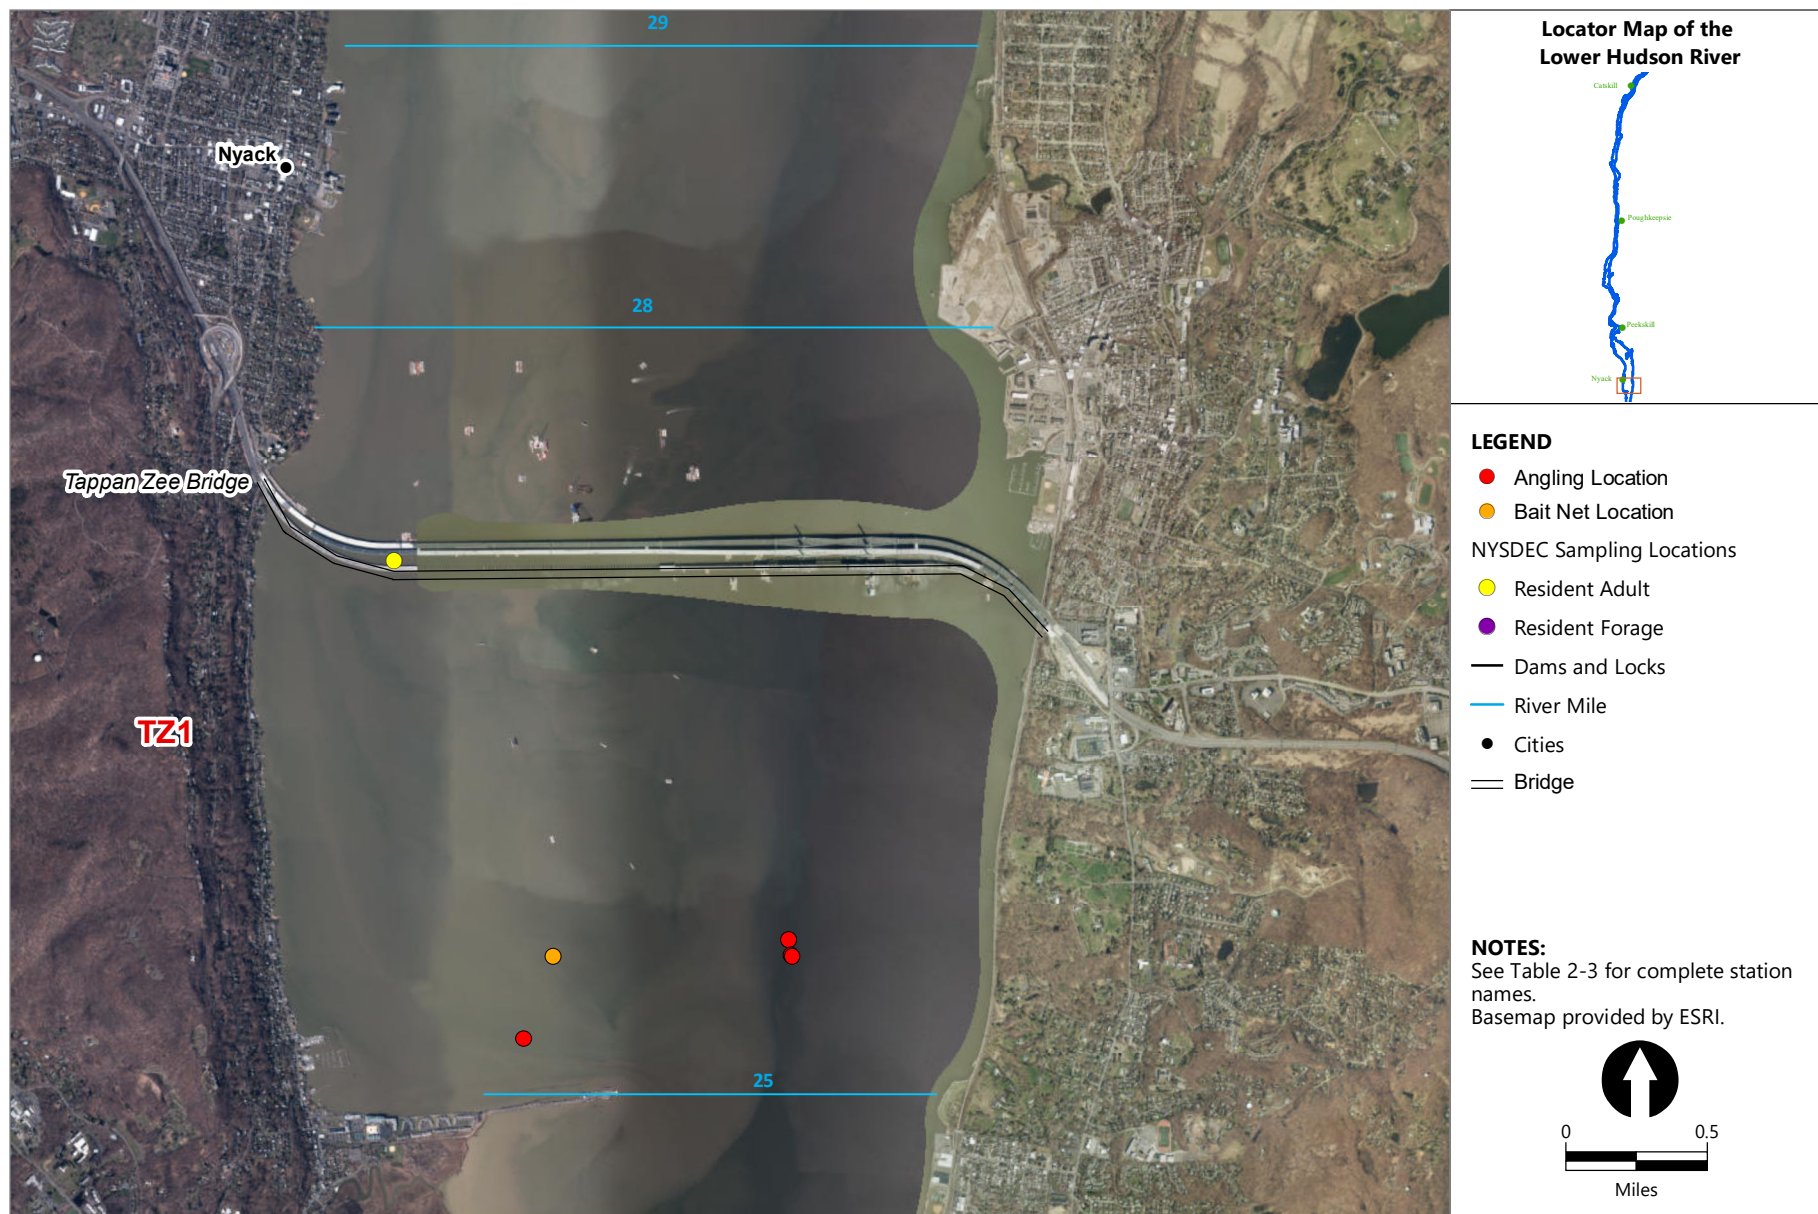 29
Nyack
28
Tappan Zee Bridge
TZ1
25
Locator Map of the
Lower Hudson River
Catskill
Poughkeepsie
Peekskill
Nyack
LEGEND
Angling Location
Bait Net Location
NYSDEC Sampling Locations
Resident Adult
Resident Forage
Dams and Locks
River Mile
Cities
Bridge
NOTES:
See Table 2-3 for complete station
names.
Basemap provided by ESRI.
0 0.5
Miles